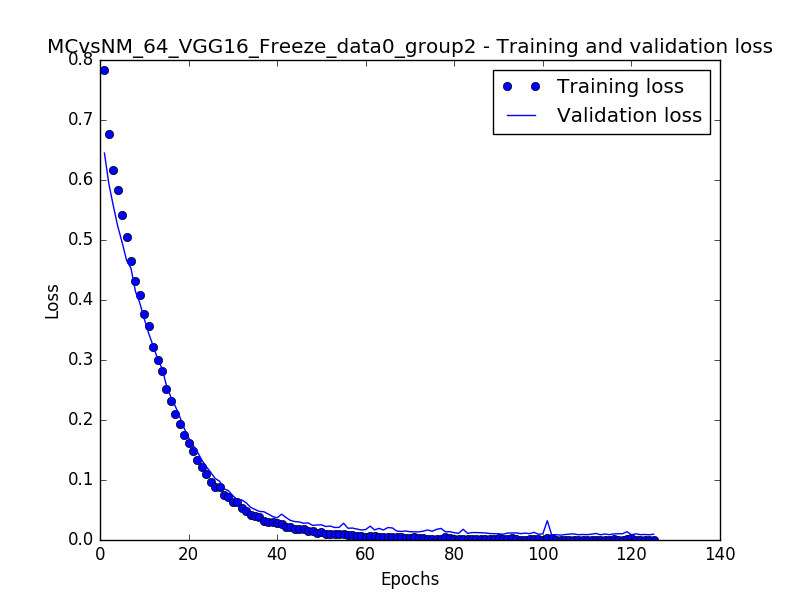 MCvsNM_64_VGG16_Freeze_data0_group2 - Training and validation loss
0.8
0.7
0.6
0.5
0.4
0.3
0.2
0.1
0.0
Loss
Training loss
Validation loss
0 20 40 60 80 100 120 140
Epochs